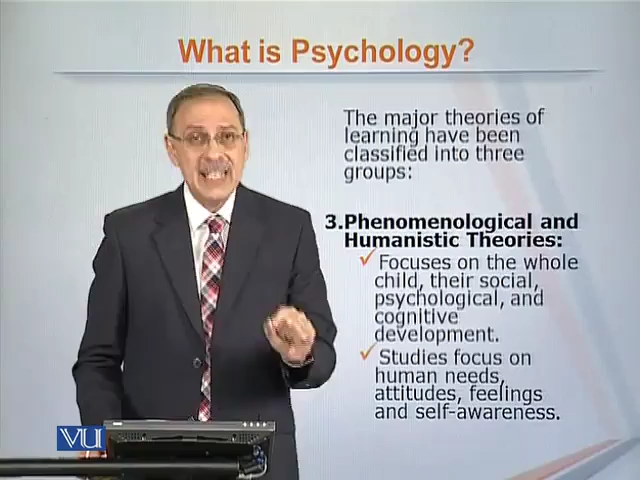 What is Psychology?
The major theories of
learning have been
classified into three
groups:
3.Phenomenological and
Humanistic Theories:
Focuses on the whole
child, their social,
psychological, and
cognitive
development.
Studies focus on
human needs,
attitudes, feelings
and self-awareness.
VU